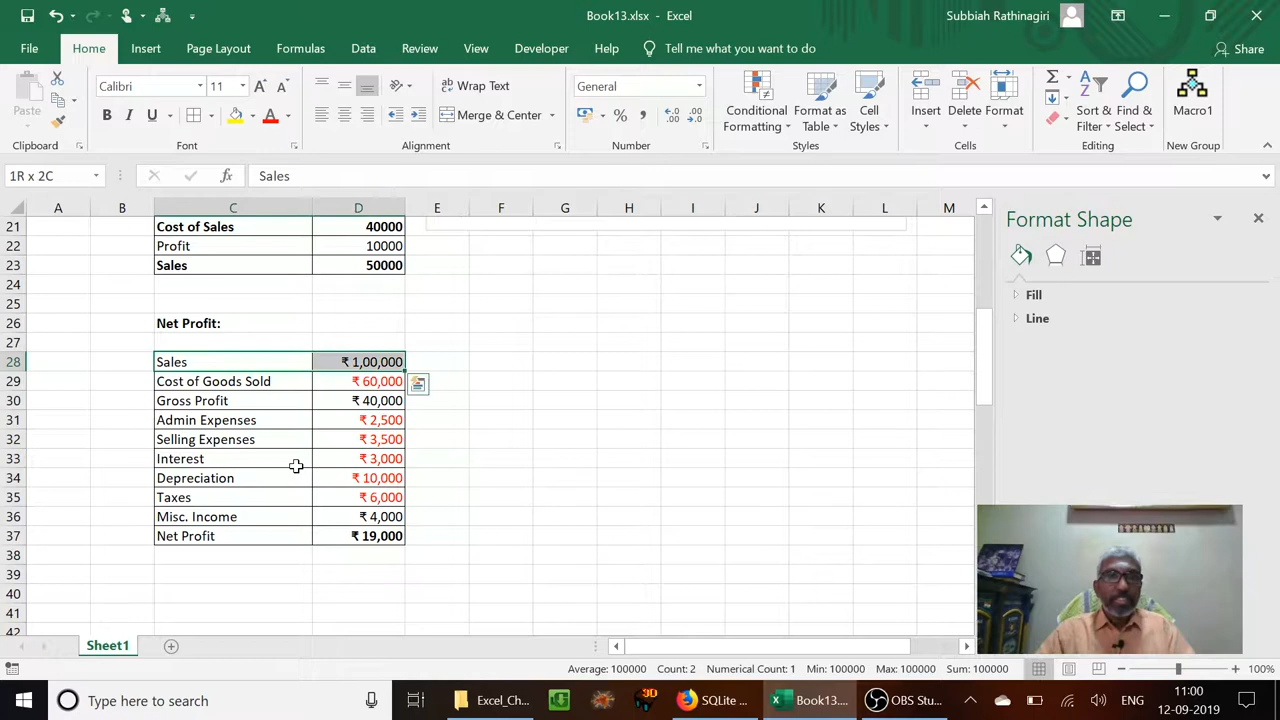 Book13.xlsx - Excel
Subbiah Rathinagiri
File Home Insert Page Layout Formulas Data Review View Developer Help Tell me what you want to do Share
Paste
Calibri 11
Wrap Text
General
B I U A
Merge & Center
Conditional Formatting
Format as Table
Cell Styles
Insert Delete Format
Sort & Filter
Find & Select
Macro1
Clipboard Font Alignment Number Styles Cells Editing New Group
1R x 2C fx Sales
A B C D E F G H I J K L M
21 Cost of Sales 40000
22 Profit 10000
23 Sales 50000
24
25
26 Net Profit:
27
28 Sales ₹ 1,00,000
29 Cost of Goods Sold ₹ 60,000
30 Gross Profit ₹ 40,000
31 Admin Expenses ₹ 2,500
32 Selling Expenses ₹ 3,500
33 Interest ₹ 3,000
34 Depreciation ₹ 10,000
35 Taxes ₹ 6,000
36 Misc. Income ₹ 4,000
37 Net Profit ₹ 19,000
38
39
40
41
42
Format Shape
Fill
Line
Sheet1
Average: 100000 Count: 2 Numerical Count: 1 Min: 100000 Max: 100000 Sum: 100000 100%
Type here to search
Excel_Ch...
3D
SQLite ...
Book13....
OBS Stu...
ENG
11:00
12-09-2019